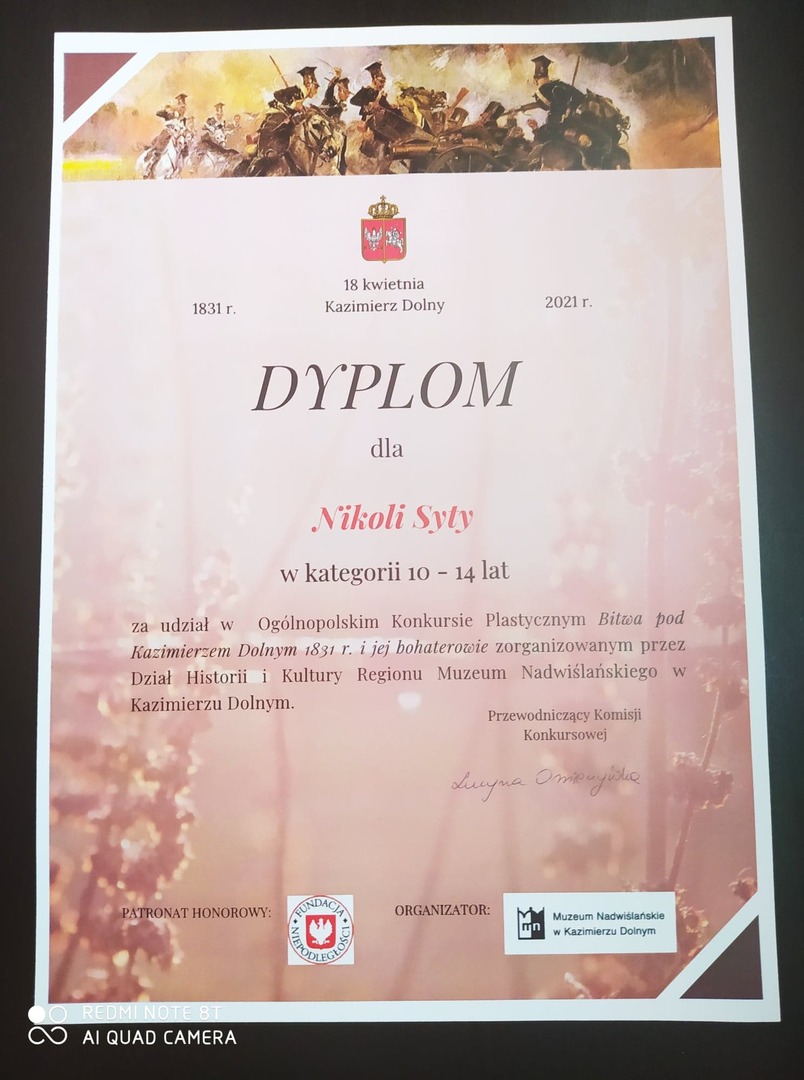 18 kwietnia
1831 r. Kazimierz Dolny 2021 r.
DYPLOM
dla
Nikoli Syty
w kategorii 10 - 14 lat
za udział w Ogólnopolskim Konkursie Plastycznym Bitwa pod
Kazimierzem Dolnym 1831 r. i jej bohaterowie zorganizowanym przez
Dział Historii i Kultury Regionu Muzeum Nadwiślańskiego w
Kazimierzu Dolnym.
Przewodniczący Komisji
Konkursowej
PATRONAT HONOROWY:
FUNDACJA
NIEPODLEGŁOŚCI
ORGANIZATOR:
mn
Muzeum Nadwiślańskie
w Kazimierzu Dolnym
REDMI NOTE 8T
AI QUAD CAMERA